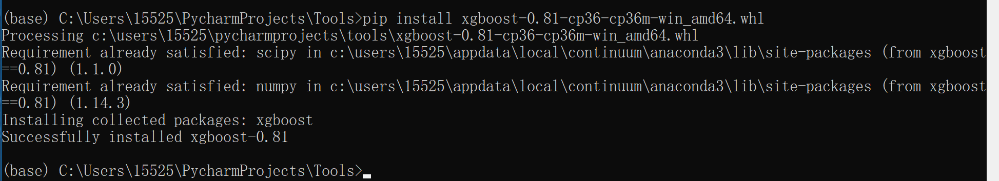 (base) C:\Users\15525\PycharmProjects\Tools>pip install xgboost-0.81-cp36-cp36m-win_amd64.whl
Processing c:\users\15525\pycharmprojects\tools\xgboost-0.81-cp36-cp36m-win_amd64.whl
Requirement already satisfied: scipy in c:\users\15525\appdata\local\continuum\anaconda3\lib\site-packages (from xgboost
==0.81) (1.1.0)
Requirement already satisfied: numpy in c:\users\15525\appdata\local\continuum\anaconda3\lib\site-packages (from xgboost
==0.81) (1.14.3)
Installing collected packages: xgboost
Successfully installed xgboost-0.81
(base) C:\Users\15525\PycharmProjects\Tools>